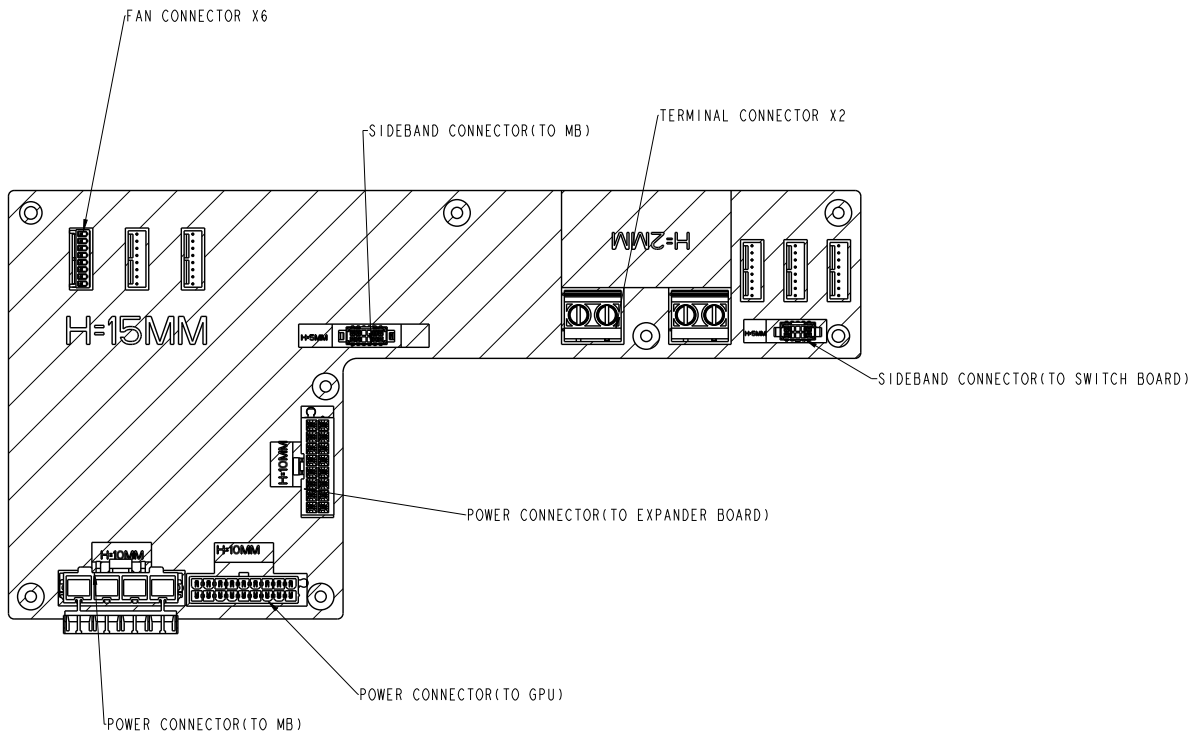 FAN CONNECTOR X6
TERMINAL CONNECTOR X2
SIDEBAND CONNECTOR(TO MB)
H=2MM
H=15MM
H=5MM
H=5MM
SIDEBAND CONNECTOR(TO SWITCH BOARD)
H=10MM
POWER CONNECTOR(TO EXPANDER BOARD)
H=10MM
H=10MM
POWER CONNECTOR(TO GPU)
POWER CONNECTOR(TO MB)